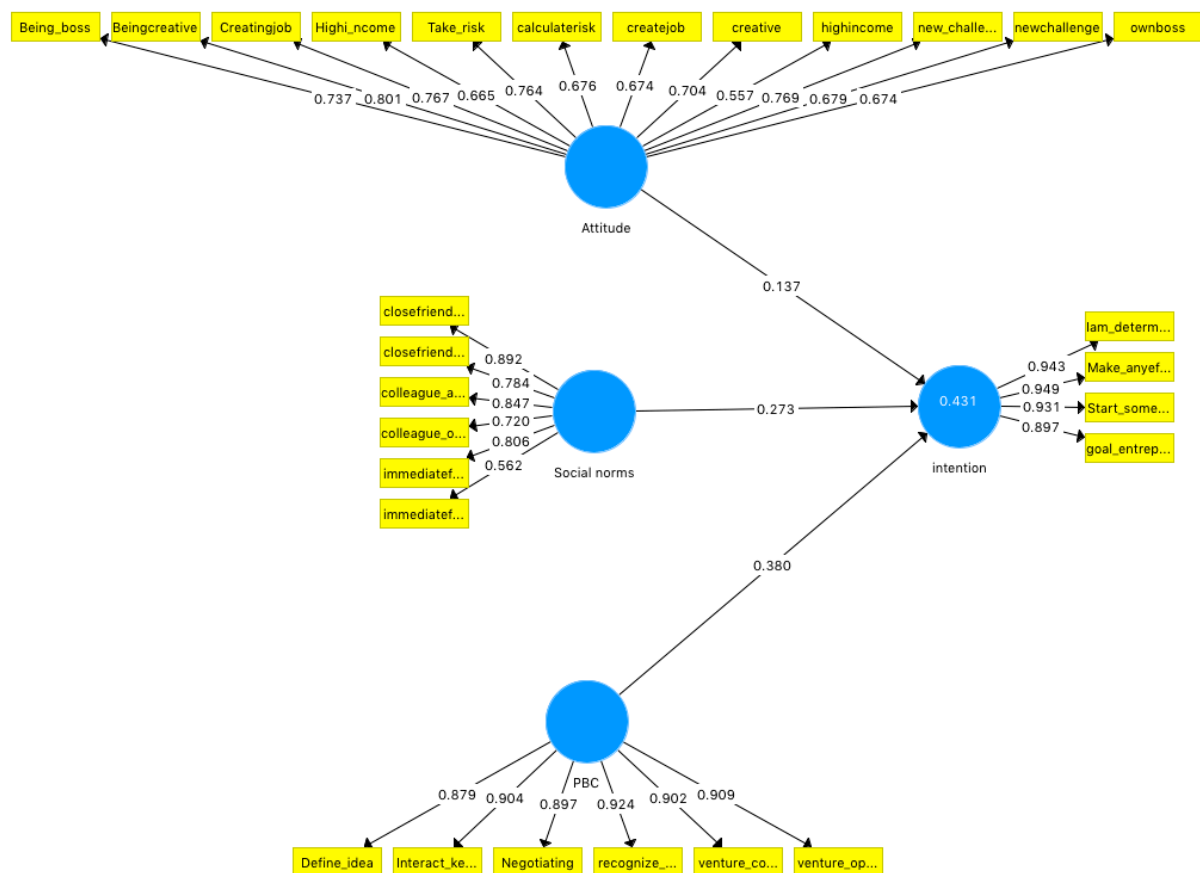 Being_boss
Beingcreative
Creatingjob
Highi_ncome
Take_risk
calculaterisk
createjob
creative
highincome
new_challe...
newchallenge
ownboss
0.737
0.801
0.767
0.665
0.764
0.676
0.674
0.704
0.557
0.769
0.679
0.674
Attitude
0.137
closefriend...
closefriend...
colleague_a...
colleague_o...
immediatef...
immediatef...
0.892
0.784
0.847
0.720
0.806
0.562
Social norms
0.273
0.431
intention
0.943
0.949
0.931
0.897
Iam_determ...
Make_anyef...
Start_some...
goal_entrep...
0.380
PBC
0.879
0.904
0.897
0.924
0.902
0.909
Define_idea
Interact_ke...
Negotiating
recognize_...
venture_co...
venture_op...